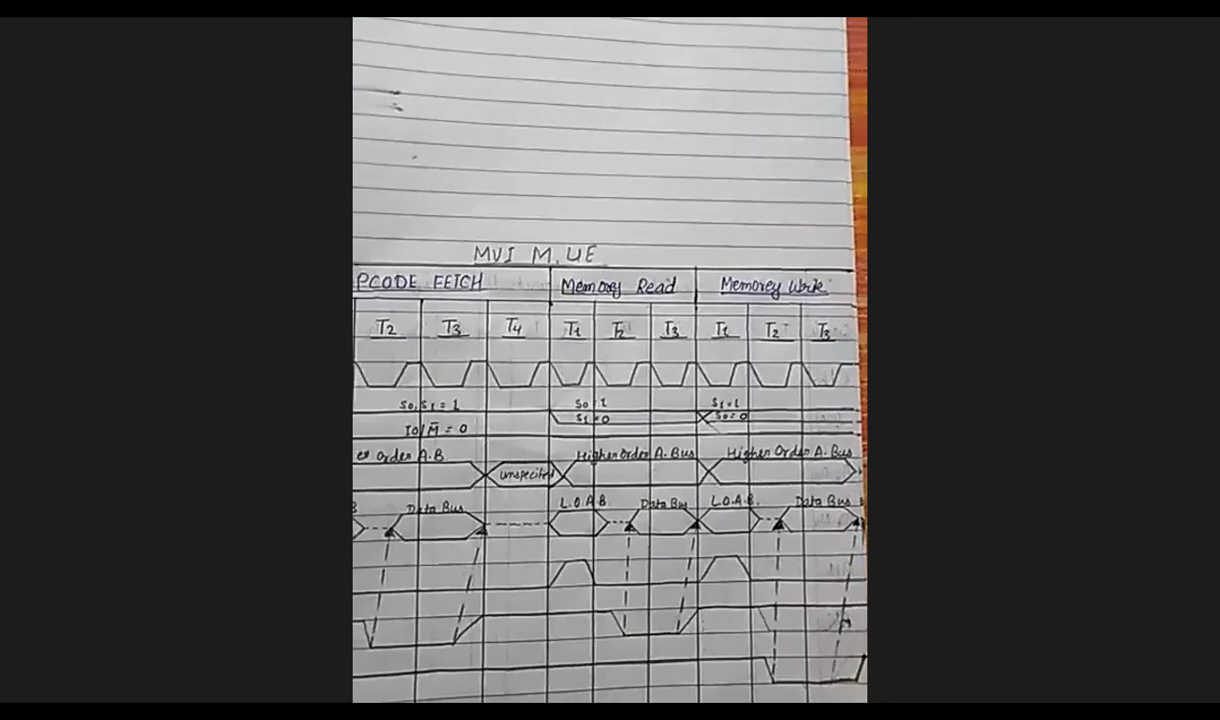 MVI M, 4E
PCODE FETCH Memory Read Memorey Write
T2 T3 T4 T1 T2 T3 T1 T2 T3
S0, S1 = 1 S0 = 1 S1 = 1
S1 = 0 S0 = 0
IO/M̅ = 0
er Order A.B Higher Order A. Bus Higher Order A. Bus
unspecified
B Data Bus L.O.A.B Data Bus L.O.A.B. Data Bus